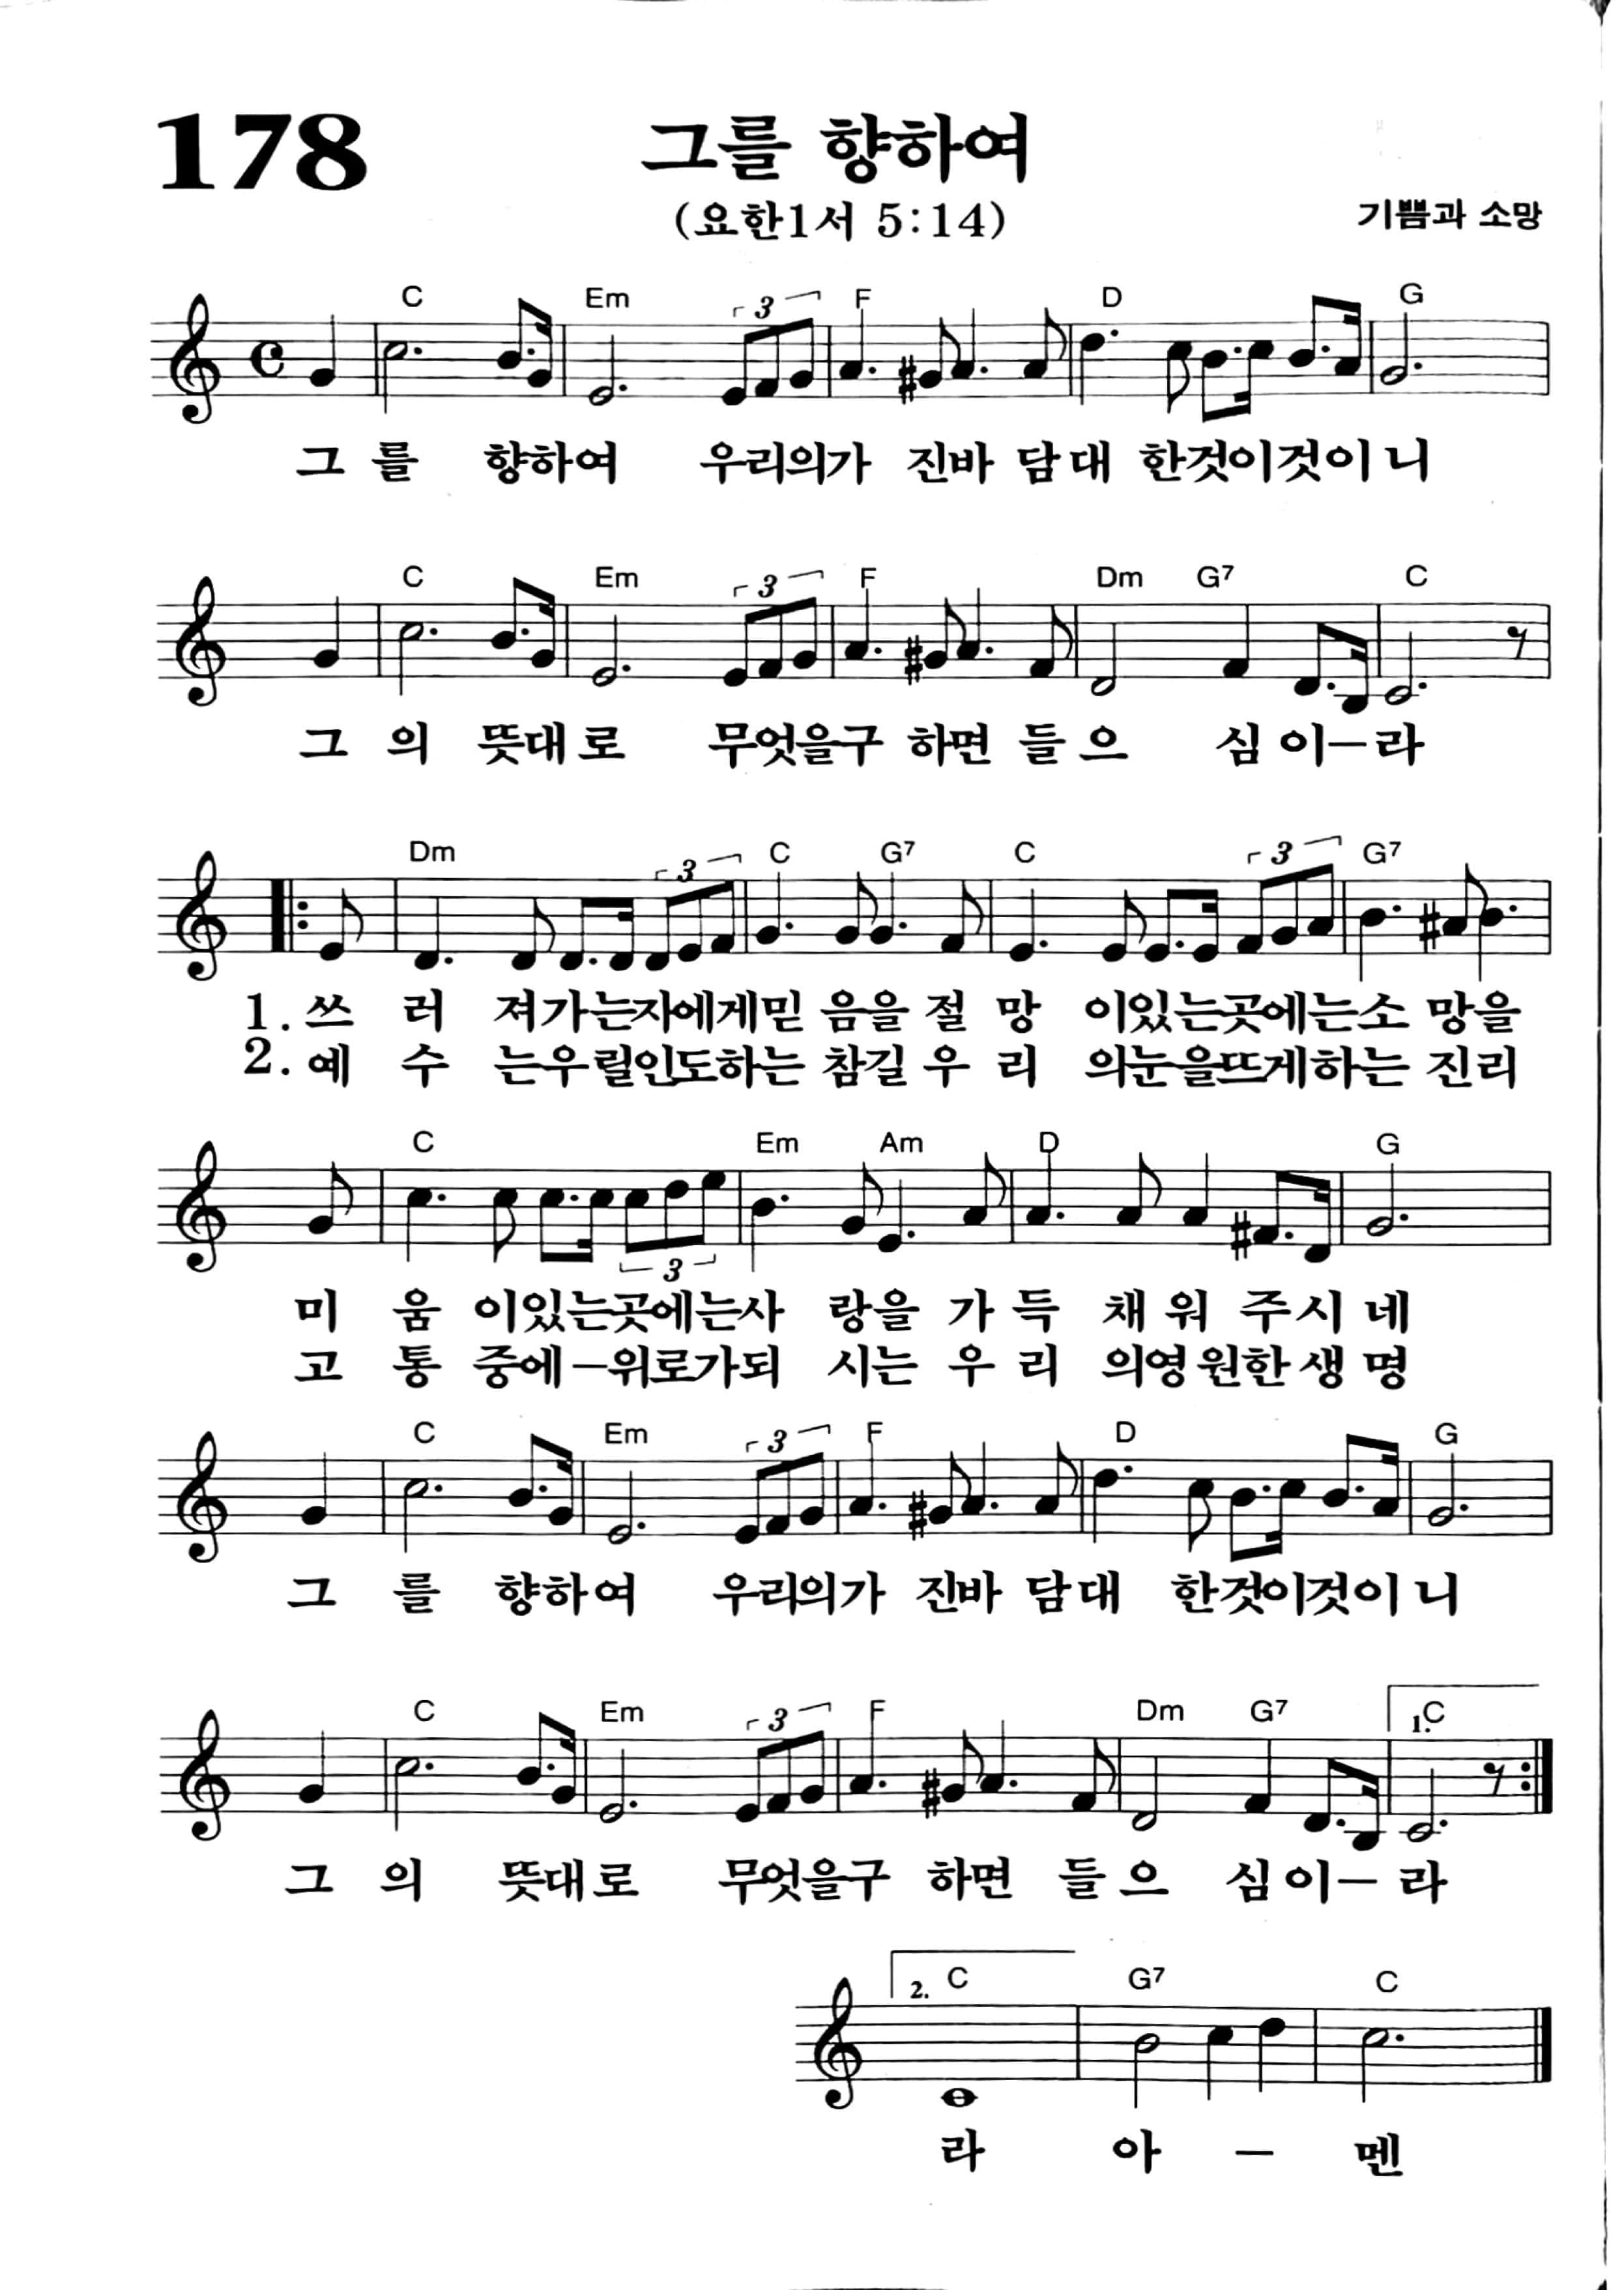 178
그를 향하여
(요한1서 5:14)
기쁨과 소망
C Em 3 F D G
그 를 향하여 우리의가 진바 담대 한것이것이니
C Em 3 F Dm G7 C
그 의 뜻대로 무엇을구 하면 들으 심이–라
Dm 3 C G7 C 3 G7
1. 쓰 러 져가는자에게믿 음을 절 망 이있는곳에는소 망을
2. 예 수 는우릴인도하는 참길 우 리 의눈을뜨게하는 진리
C 3 Em Am D G
미 움 이있는곳에는사 랑을 가 득 채워 주시네
고 통 중에–위로가되 시는 우 리 의영원한생명
C Em 3 F D G
그 를 향하여 우리의가 진바 담대 한것이것이니
C Em 3 F Dm G7 1. C
그 의 뜻대로 무엇을구 하면 들으 심이– 라
2. C G7 C
라 아 – 멘